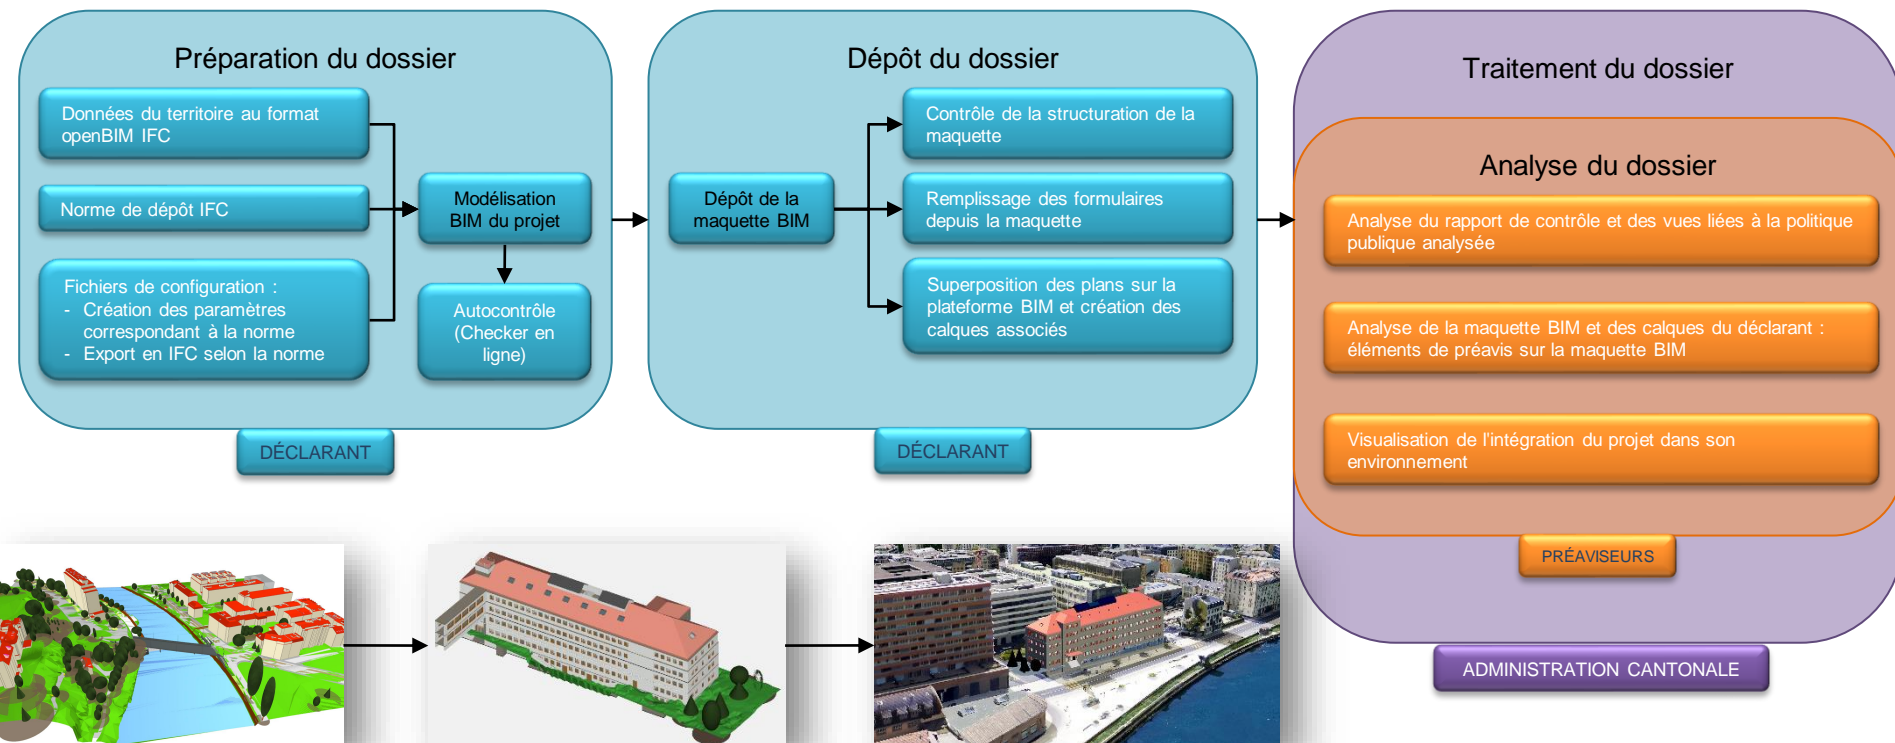 Préparation du dossier
Données du territoire au format
openBIM IFC
Norme de dépôt IFC
Fichiers de configuration :
- Création des paramètres
correspondant à la norme
- Export en IFC selon la norme
Modélisation
BIM du projet
Autocontrôle
(Checker en
ligne)
DÉCLARANT
Dépôt du dossier
Dépôt de la
maquette BIM
Contrôle de la structuration de la
maquette
Remplissage des formulaires
depuis la maquette
Superposition des plans sur la
plateforme BIM et création des
calques associés
DÉCLARANT
Traitement du dossier
Analyse du dossier
Analyse du rapport de contrôle et des vues liées à la politique
publique analysée
Analyse de la maquette BIM et des calques du déclarant :
éléments de préavis sur la maquette BIM
Visualisation de l'intégration du projet dans son
environnement
PRÉAVISEURS
ADMINISTRATION CANTONALE